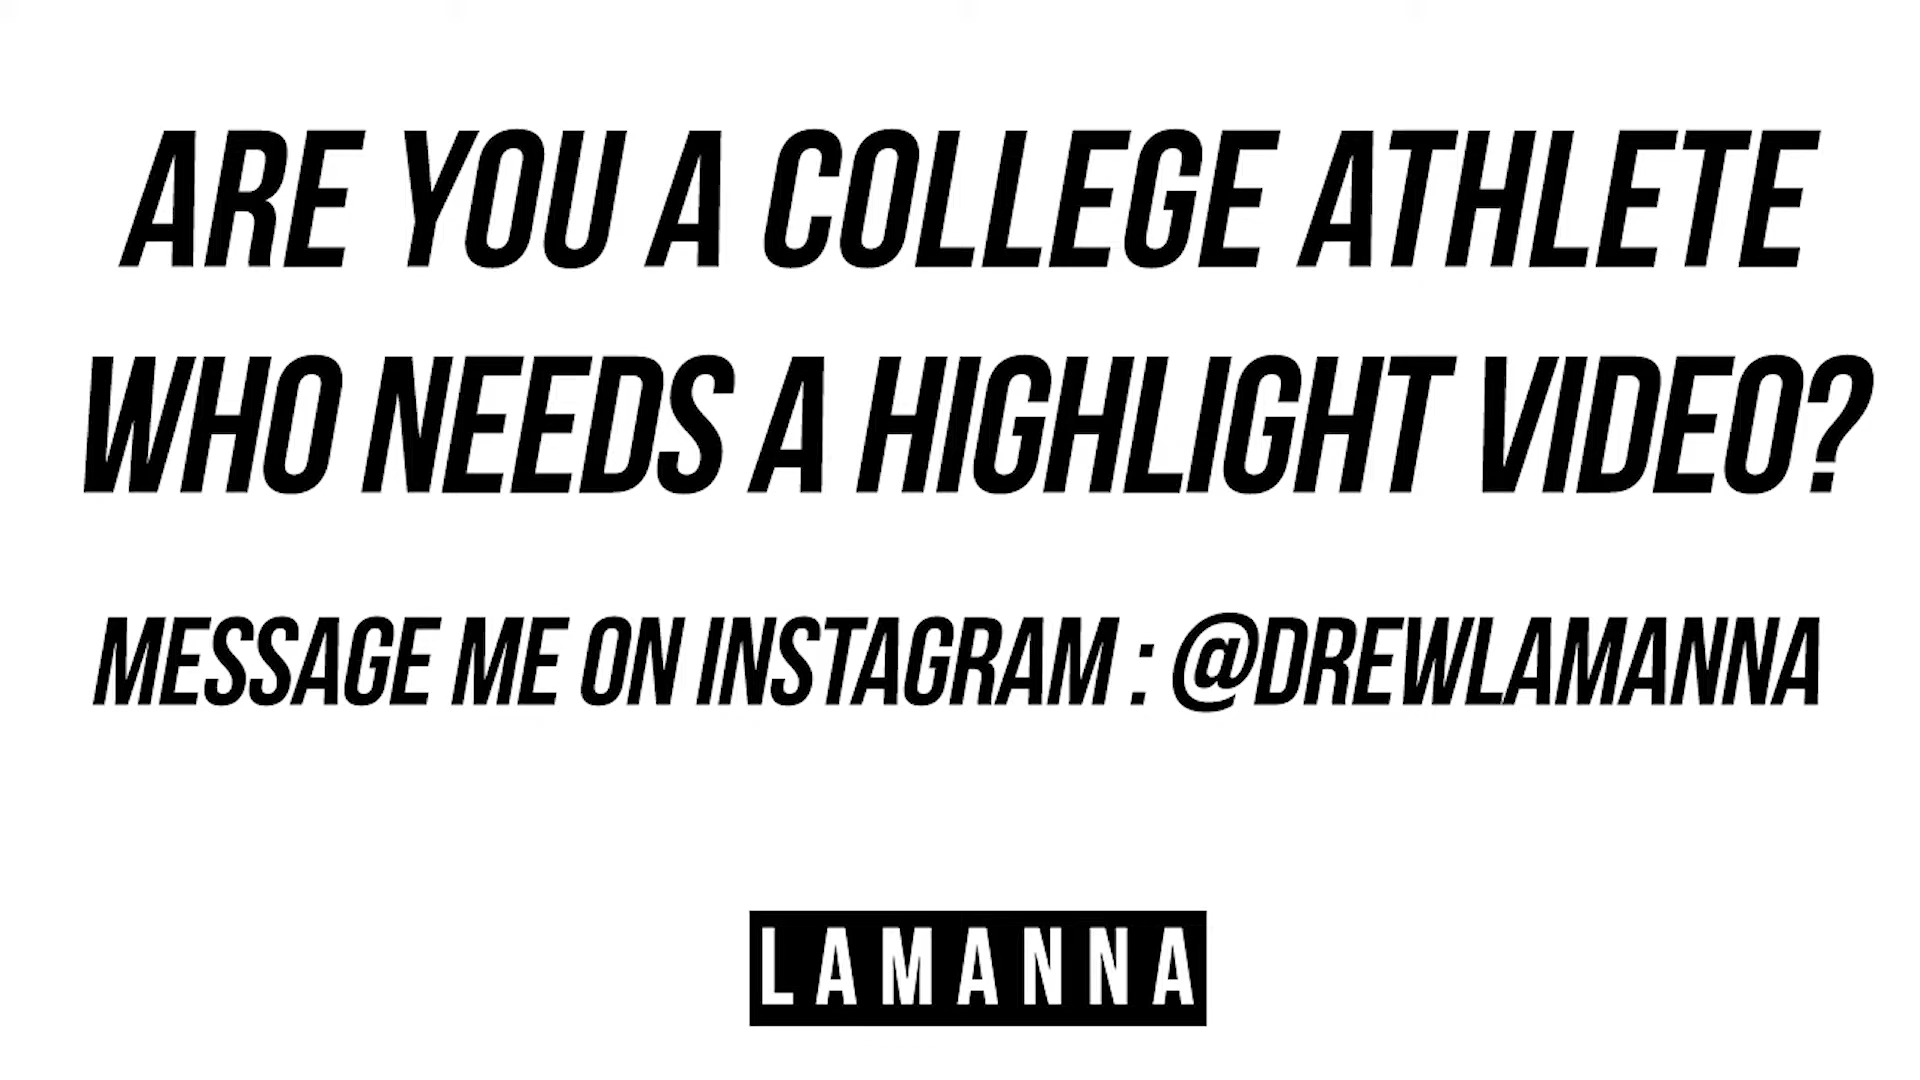 ARE YOU A COLLEGE ATHLETE
WHO NEEDS A HIGHLIGHT VIDEO?
MESSAGE ME ON INSTAGRAM : @DREWLAMANNA
LAMANNA